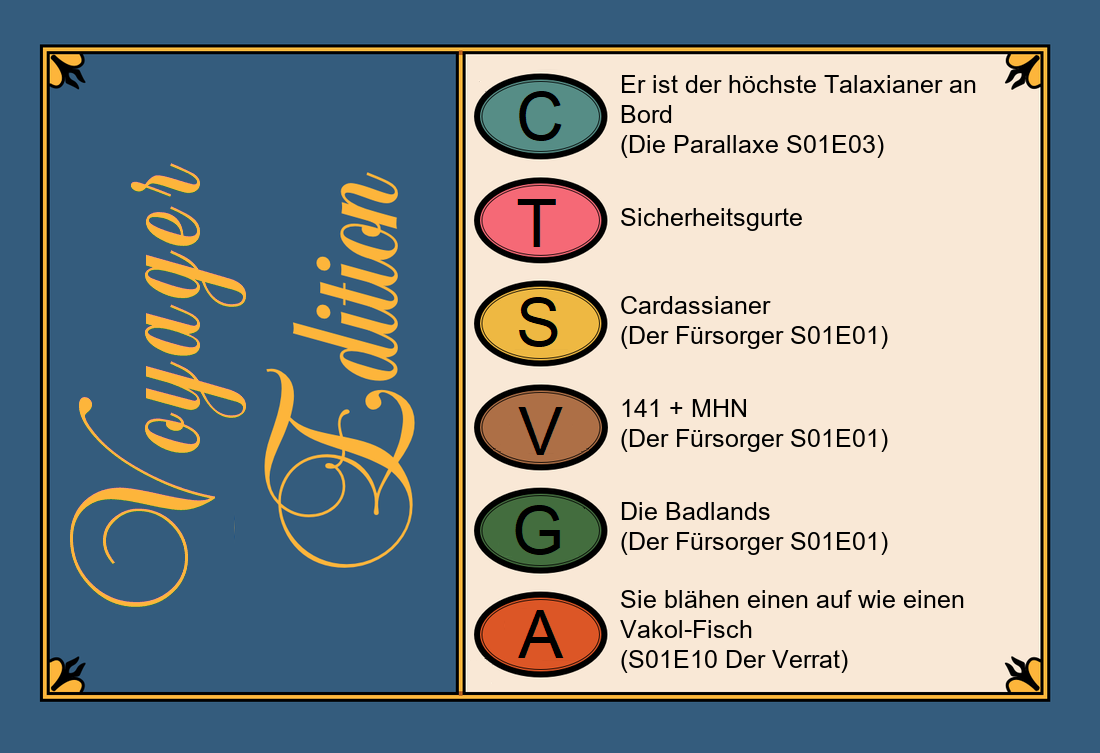 Voyager
Edition
C
Er ist der höchste Talaxianer an
Bord
(Die Parallaxe S01E03)
T
Sicherheitsgurte
S
Cardassianer
(Der Fürsorger S01E01)
V
141 + MHN
(Der Fürsorger S01E01)
G
Die Badlands
(Der Fürsorger S01E01)
A
Sie blähen einen auf wie einen
Vakol-Fisch
(S01E10 Der Verrat)